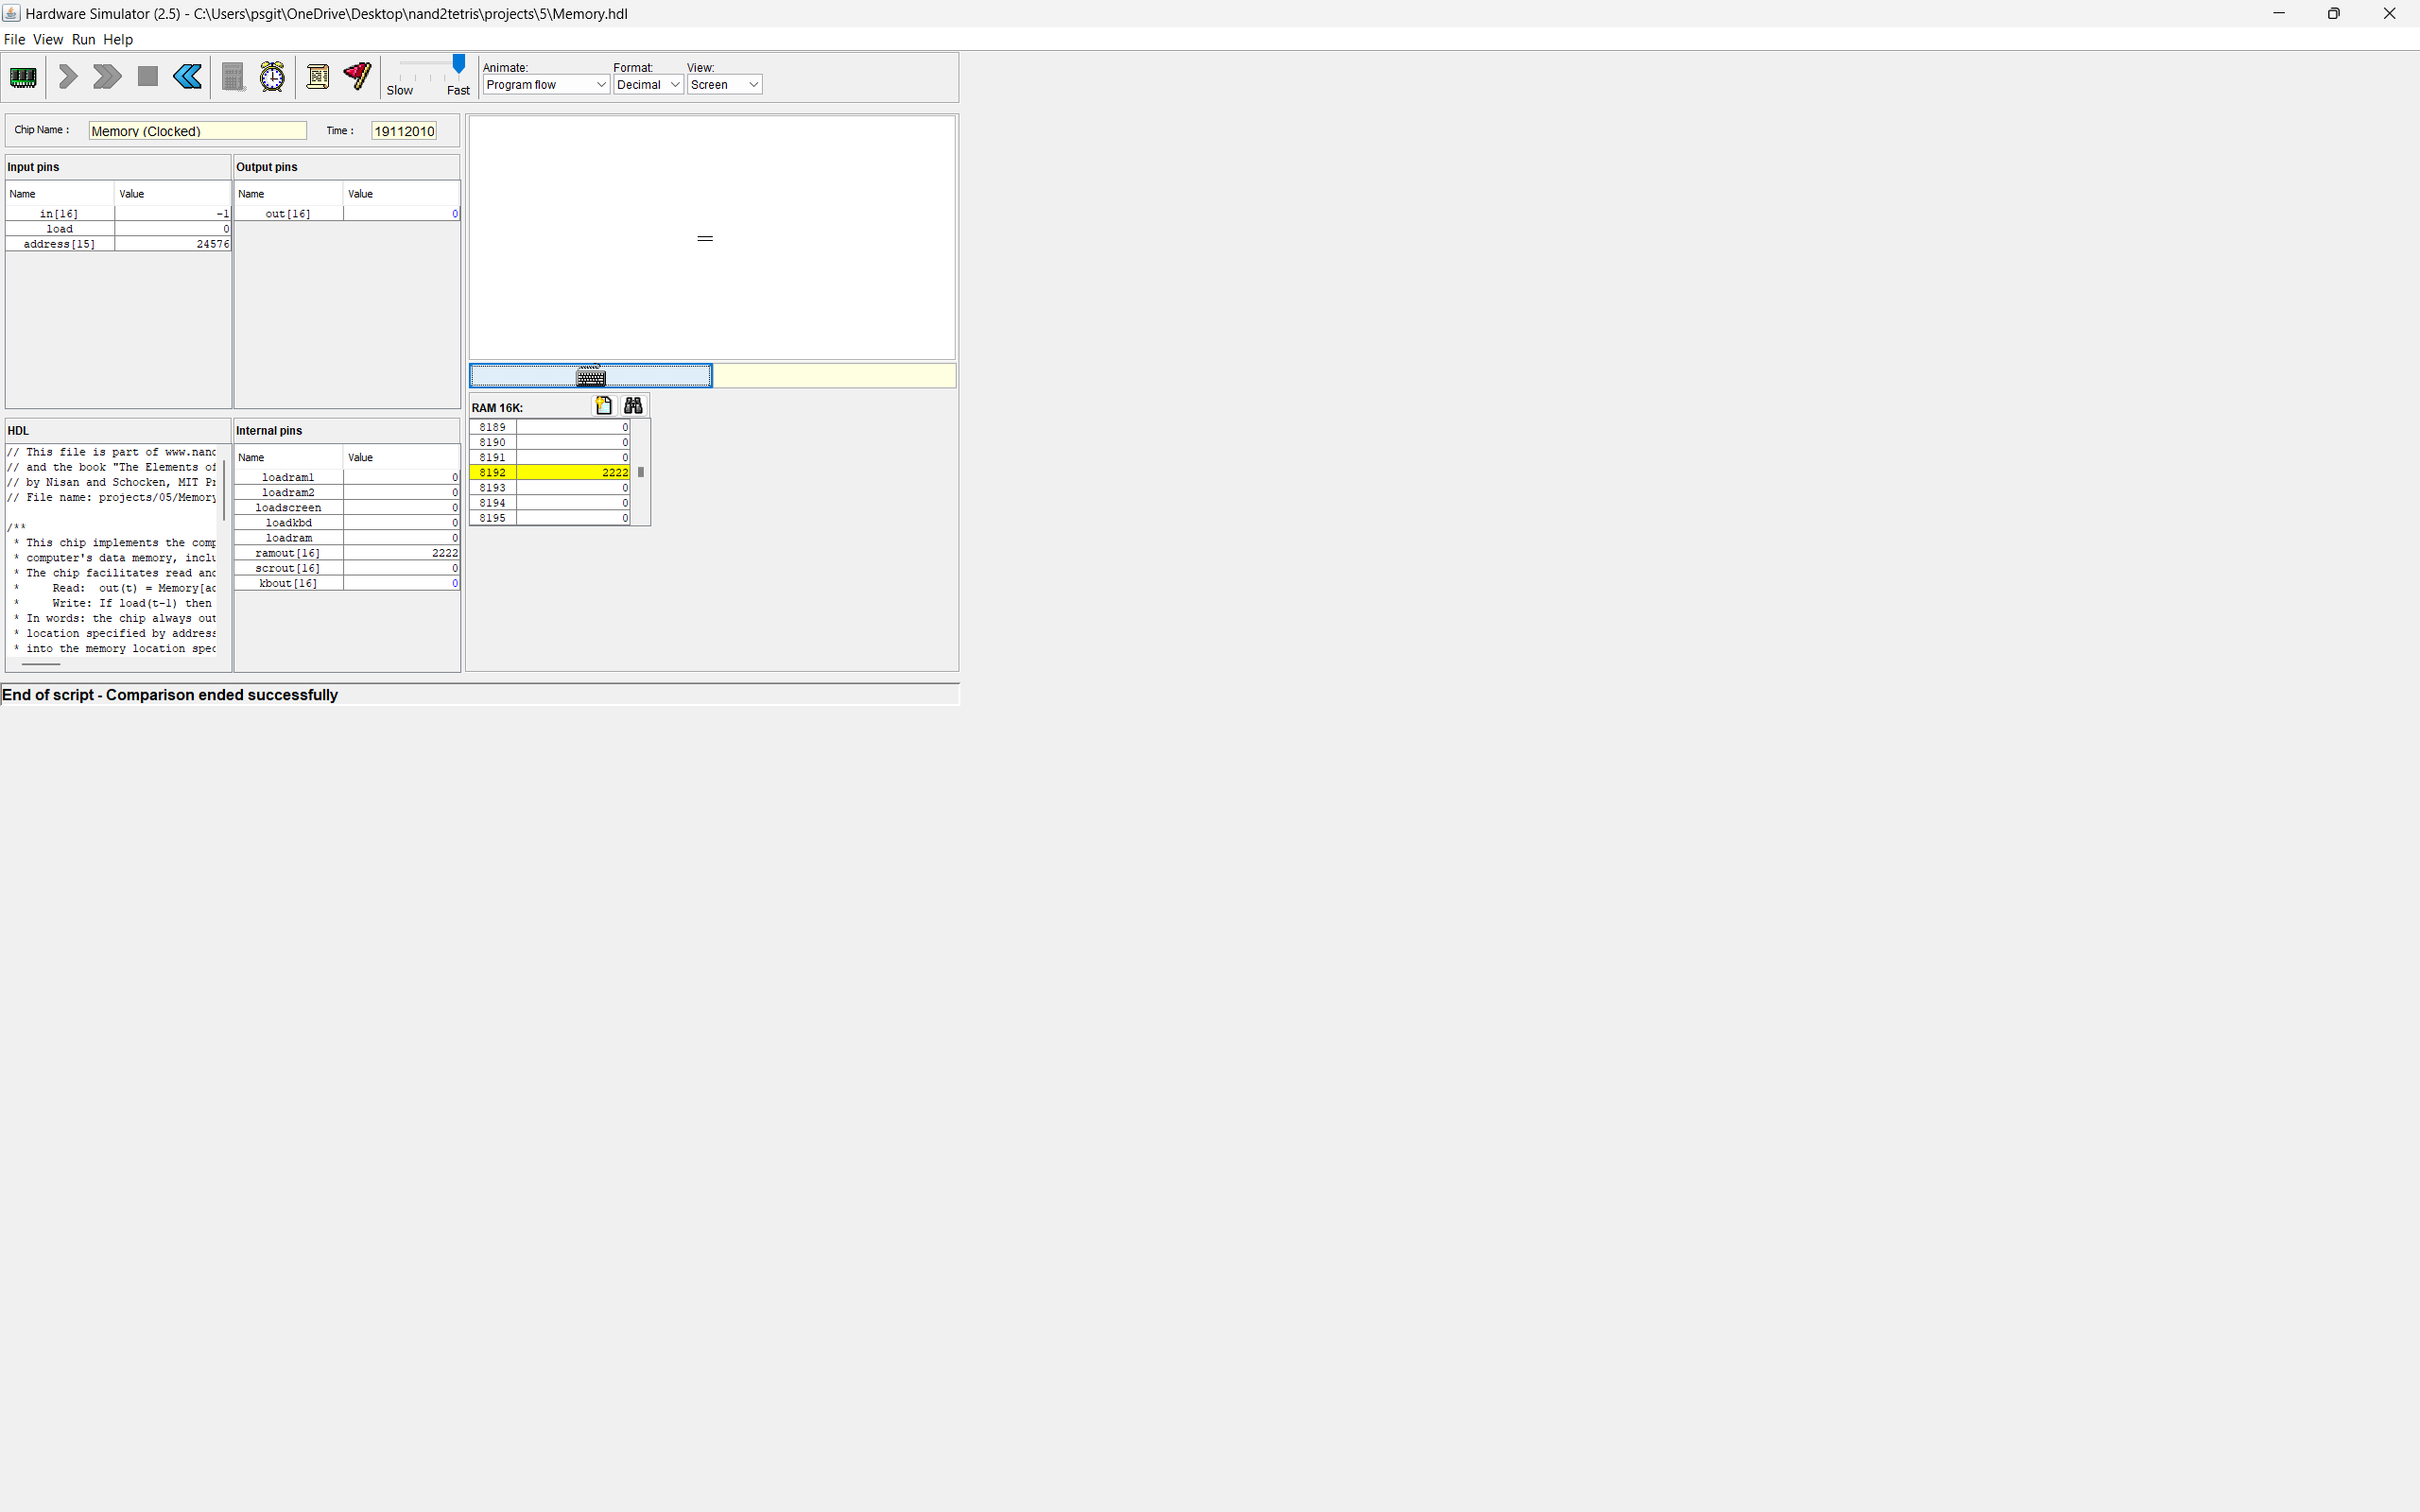 Hardware Simulator (2.5) - C:\Users\psgit\OneDrive\Desktop\nand2tetris\projects\5\Memory.hdl
File View Run Help
Slow Fast
Animate: Format: View:
Program flow Decimal Screen
Chip Name : Memory (Clocked) Time : 19112010
Input pins
Name Value
in[16] -1
load 0
address[15] 24576
Output pins
Name Value
out[16] 0
HDL
// This file is part of www.nand
// and the book "The Elements of
// by Nisan and Schocken, MIT Pr
// File name: projects/05/Memory
/**
* This chip implements the comp
* computer's data memory, inclu
* The chip facilitates read and
* Read: out(t) = Memory[ad
* Write: If load(t-1) then
* In words: the chip always out
* location specified by address
* into the memory location spec
Internal pins
Name Value
loadram1 0
loadram2 0
loadscreen 0
loadkbd 0
loadram 0
ramout[16] 2222
scrout[16] 0
kbout[16] 0
RAM 16K:
8189 0
8190 0
8191 0
8192 2222
8193 0
8194 0
8195 0
End of script - Comparison ended successfully